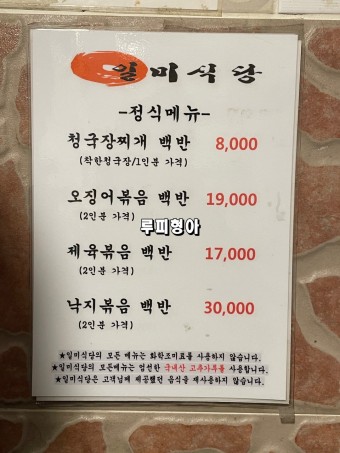 일미식당
-정식메뉴-
청국장찌개 백반 8,000
(착한청국장/1인분 가격)
오징어볶음 백반 19,000
(2인분 가격)
루피형아
제육볶음 백반 17,000
(2인분 가격)
낙지볶음 백반 30,000
(2인분 가격)
★일미식당의 모든 메뉴는 화학조미료를 사용하지 않습니다.
★일미식당의 모든메뉴는 엄선한 국내산 고추가루를 사용합니다.
★일미식당은 고객님께 제공했던 음식을 재사용하지 않습니다.